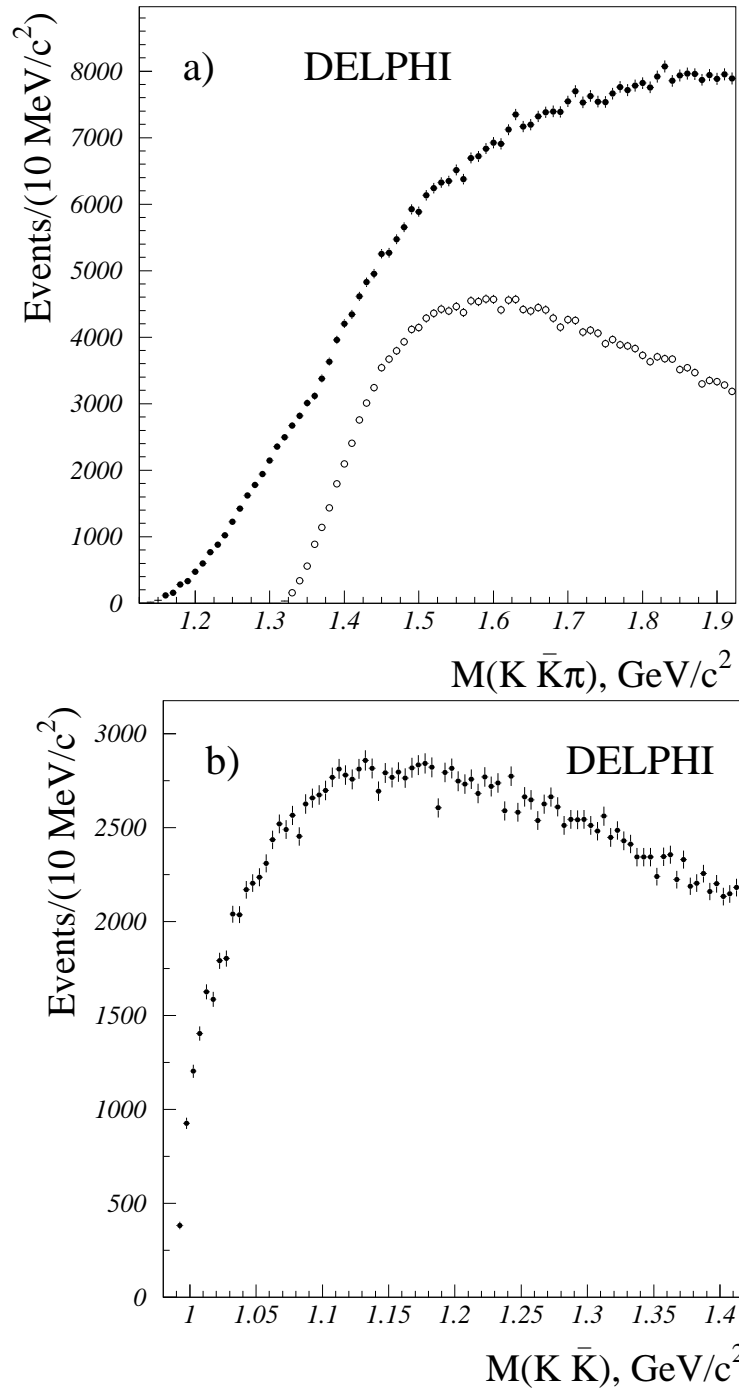 a) DELPHI
Events/(10 MeV/c²)
8000
7000
6000
5000
4000
3000
2000
1000
0
1.2 1.3 1.4 1.5 1.6 1.7 1.8 1.9
M(K K̄π), GeV/c²
b) DELPHI
Events/(10 MeV/c²)
3000
2500
2000
1500
1000
500
0
1 1.05 1.1 1.15 1.2 1.25 1.3 1.35 1.4
M(K K̄), GeV/c²